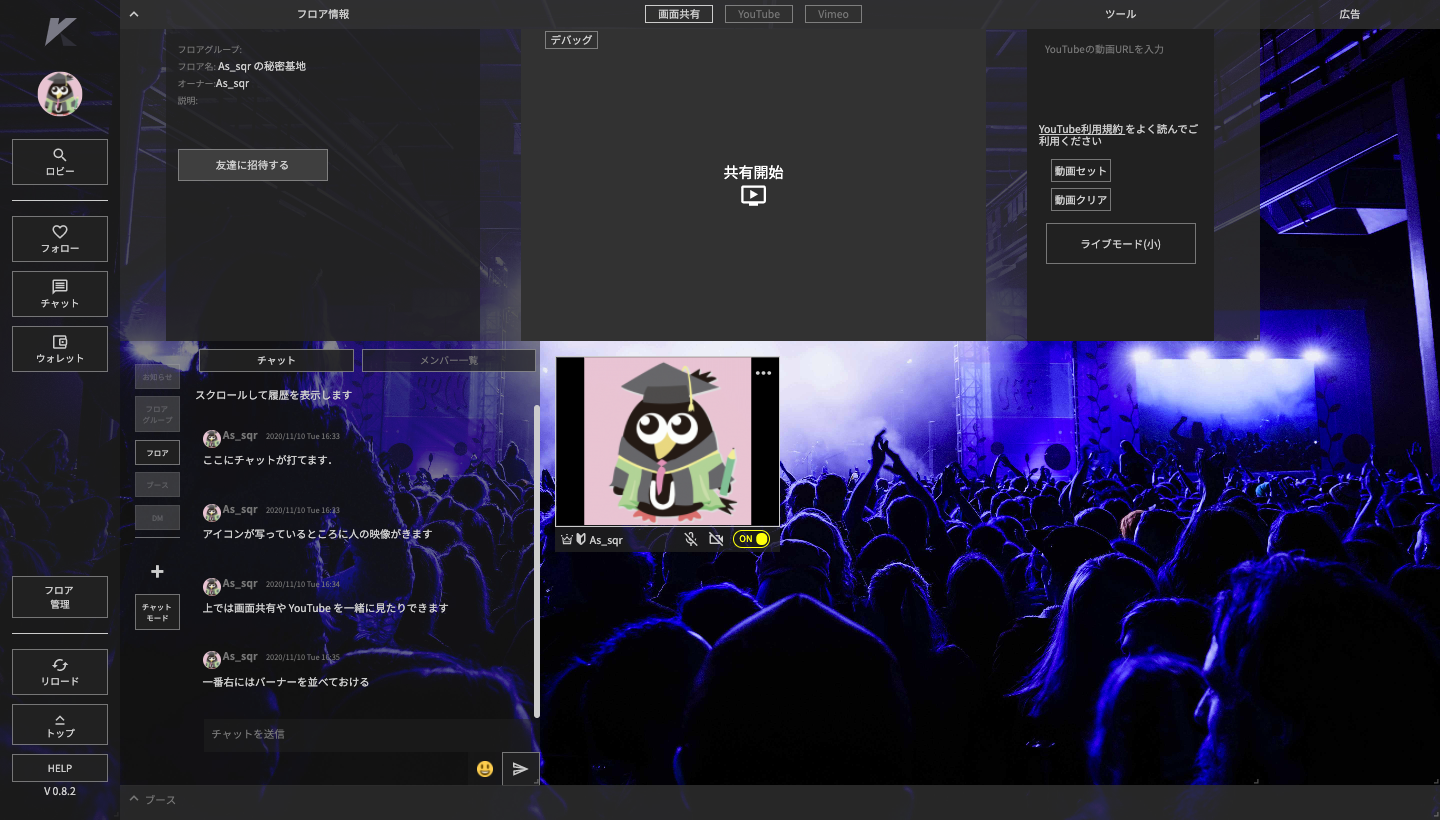 フロア情報
画面共有
YouTube
Vimeo
ツール
広告
ロビー
フォロー
チャット
ウォレット
フロア
管理
リロード
トップ
HELP
V 0.8.2
フロアグループ:
フロア名: As_sqr の秘密基地
オーナー:As_sqr
説明:
友達に招待する
デバッグ
共有開始
YouTubeの動画URLを入力
YouTube利用規約 をよく読んでご
利用ください
動画セット
動画クリア
ライブモード(小)
チャット
メンバー一覧
お知らせ
フロア
グループ
フロア
ブース
DM
+
チャット
モード
スクロールして履歴を表示します
As_sqr 2020/11/10 Tue 16:33
ここにチャットが打てます.
As_sqr 2020/11/10 Tue 16:33
アイコンが写っているところに人の映像がきます
As_sqr 2020/11/10 Tue 16:34
上では画面共有や YouTube を一緒に見たりできます
As_sqr 2020/11/10 Tue 16:35
一番右にはバーナーを並べておける
チャットを送信
As_sqr
ON
ブース